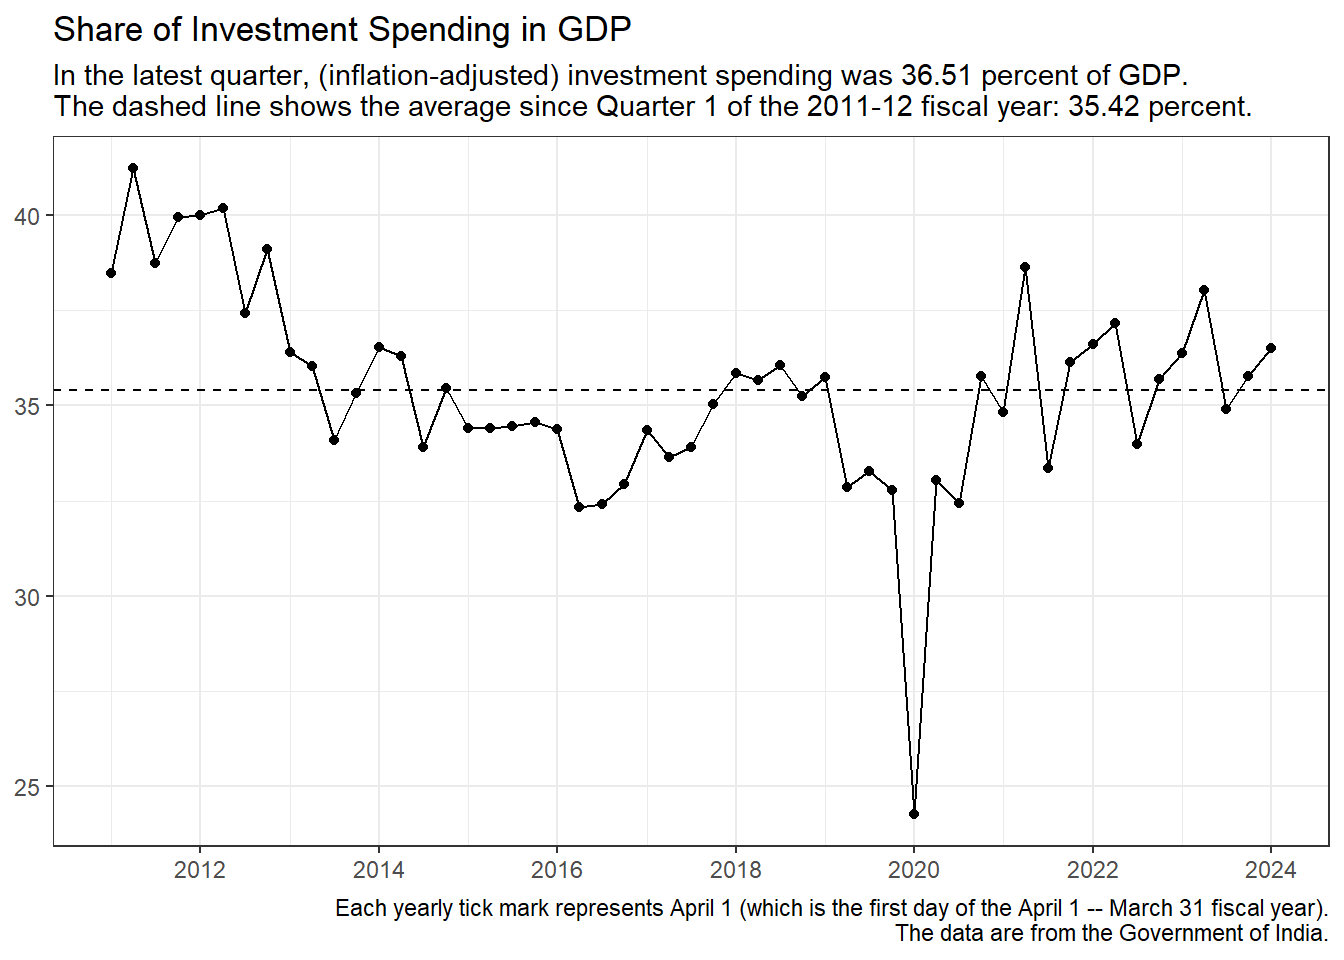 Share of Investment Spending in GDP
In the latest quarter, (inflation-adjusted) investment spending was 36.51 percent of GDP.
The dashed line shows the average since Quarter 1 of the 2011-12 fiscal year: 35.42 percent.
40
35
30
25
2012
2014
2016
2018
2020
2022
2024
Each yearly tick mark represents April 1 (which is the first day of the April 1 -- March 31 fiscal year).
The data are from the Government of India.